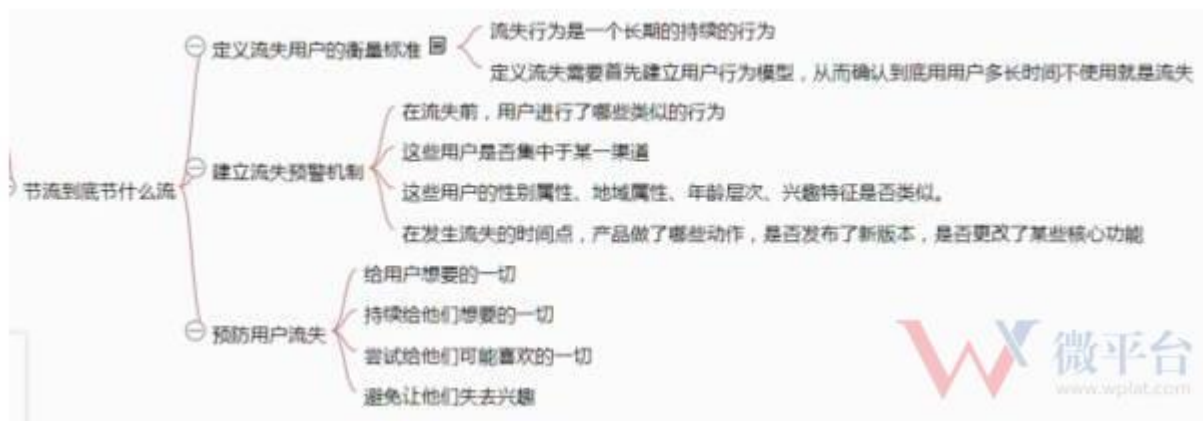 定义流失用户的衡量标准
流失行为是一个长期的持续的行为
定义流失需要首先建立用户行为模型，从而确认到底用用户多长时间不使用就是流失
节流到底节什么流
建立流失预警机制
在流失前，用户进行了哪些类似的行为
这些用户是否集中于某一渠道
这些用户的性别属性、地域属性、年龄层次、兴趣特征是否类似。
在发生流失的时间点，产品做了哪些动作，是否发布了新版本，是否更改了某些核心功能
预防用户流失
给用户想要的一切
持续给他们想要的一切
尝试给他们可能喜欢的一切
避免让他们失去兴趣
微平台
www.wplat.com